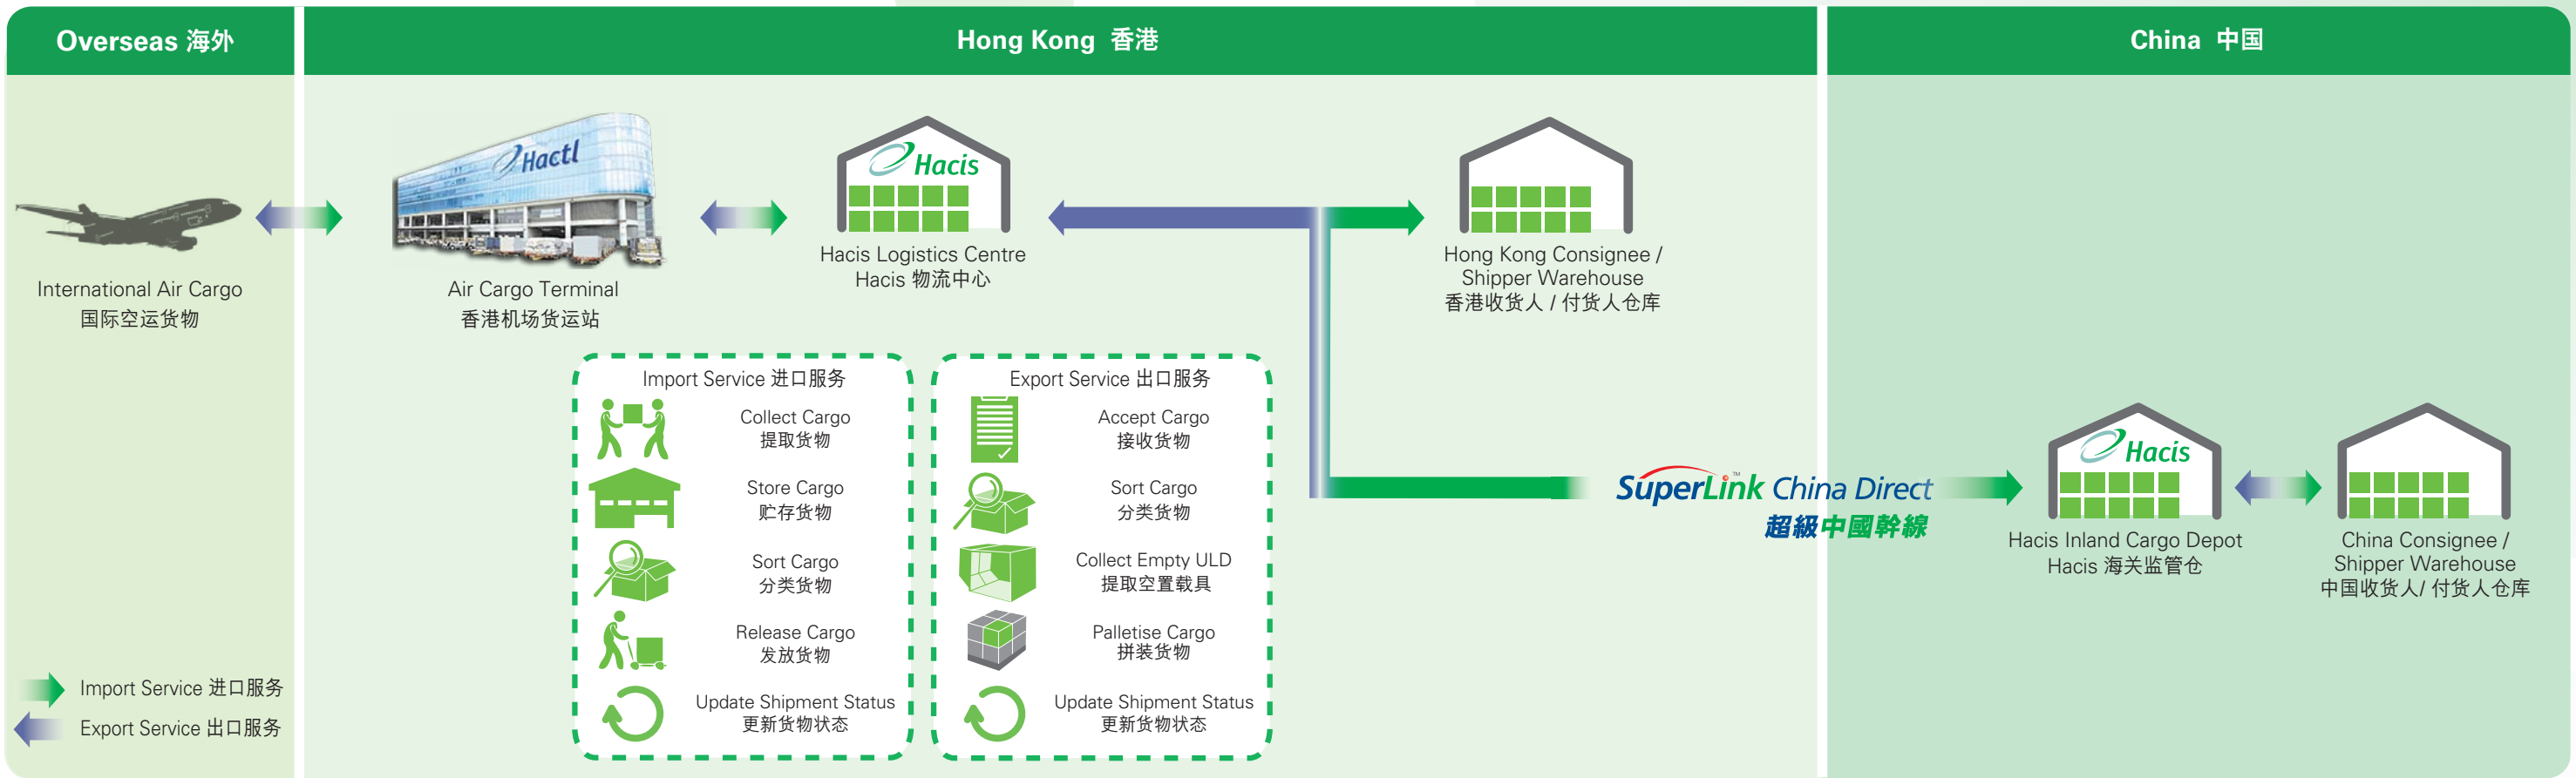 Overseas 海外
Hong Kong 香港
China 中国
Hactl
Hacis
International Air Cargo
国际空运货物
Air Cargo Terminal
香港机场货运站
Hacis Logistics Centre
Hacis 物流中心
Hong Kong Consignee /
Shipper Warehouse
香港收货人 / 付货人仓库
Import Service 进口服务
Collect Cargo
提取货物
Store Cargo
贮存货物
Sort Cargo
分类货物
Release Cargo
发放货物
Update Shipment Status
更新货物状态
Export Service 出口服务
Accept Cargo
接收货物
Sort Cargo
分类货物
Collect Empty ULD
提取空置载具
Palletise Cargo
拼装货物
Update Shipment Status
更新货物状态
SuperLink™ China Direct
超級中國幹線
Hacis
Hacis Inland Cargo Depot
Hacis 海关监管仓
China Consignee /
Shipper Warehouse
中国收货人/ 付货人仓库
Import Service 进口服务
Export Service 出口服务